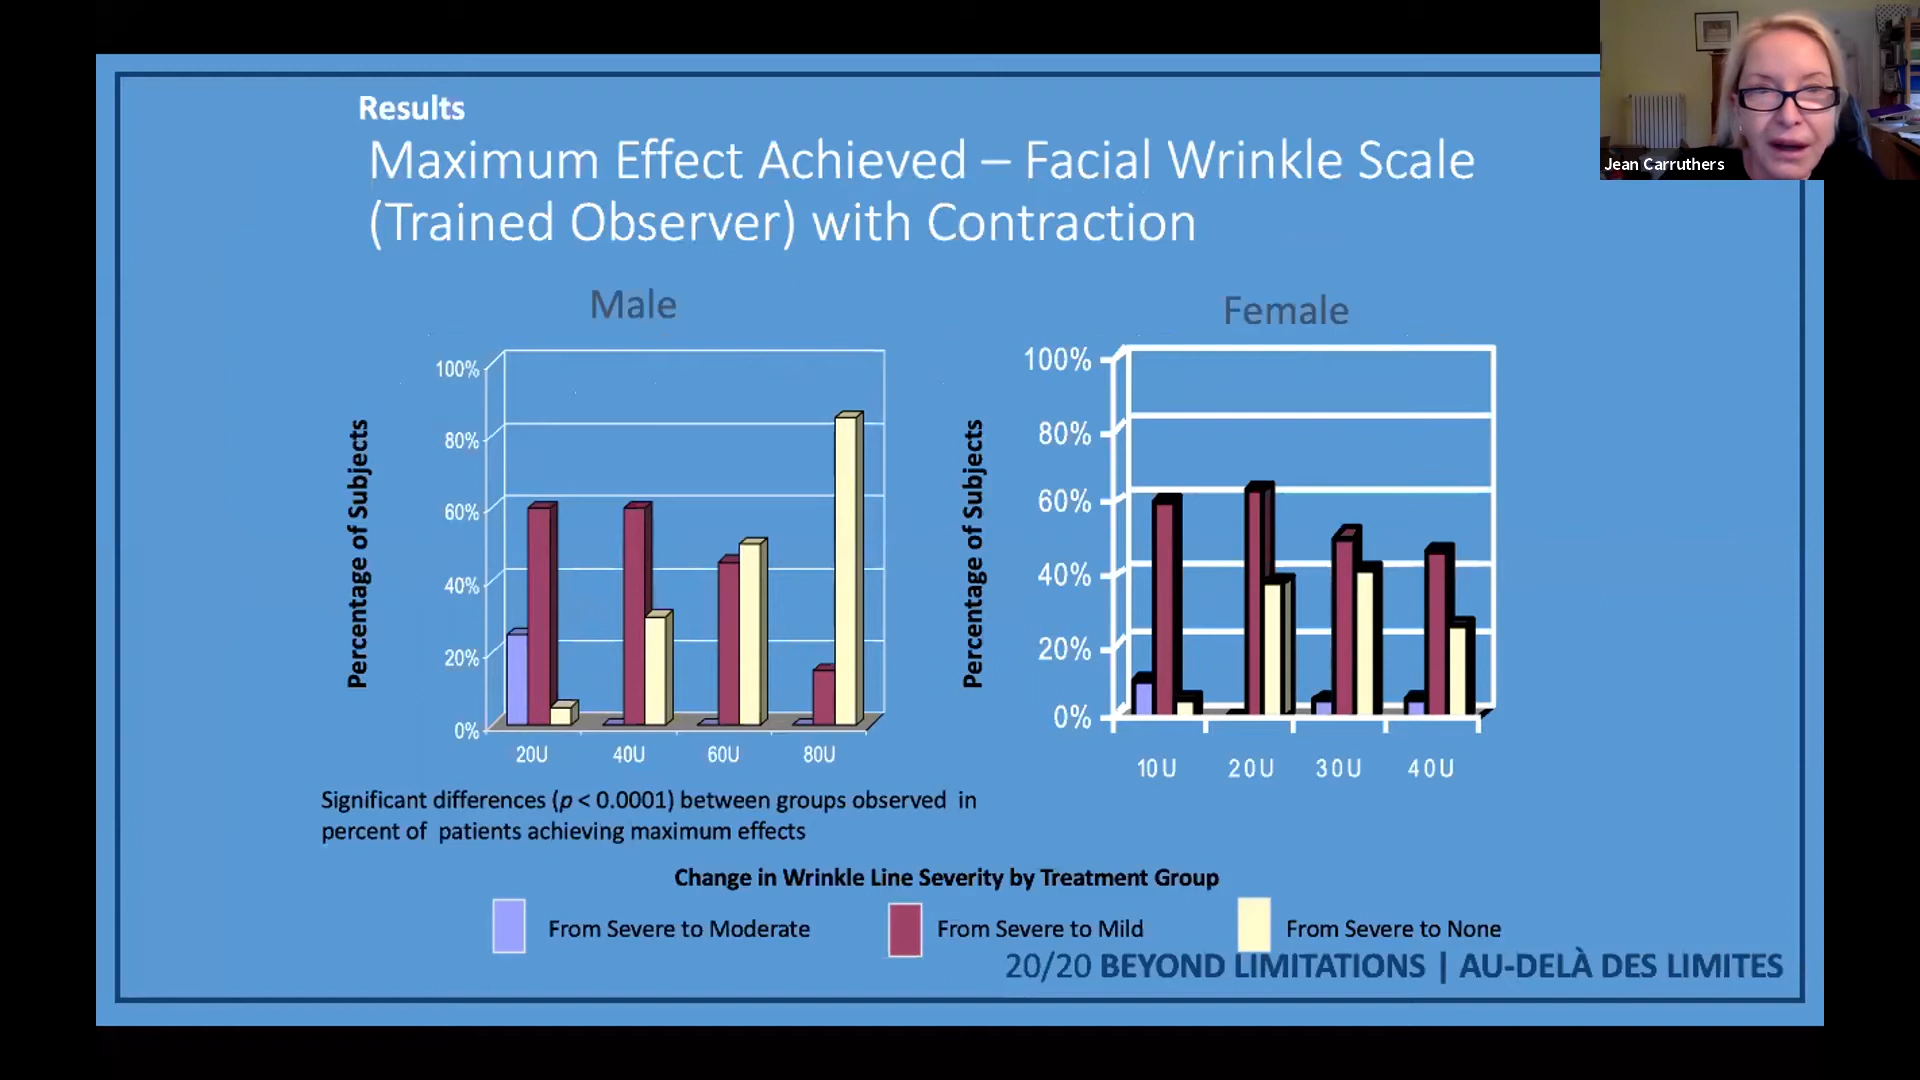 Results
Maximum Effect Achieved – Facial Wrinkle Scale
(Trained Observer) with Contraction
Jean Carruthers
Male
Percentage of Subjects
100%
80%
60%
40%
20%
0%
20U 40U 60U 80U
Female
Percentage of Subjects
100%
80%
60%
40%
20%
0%
10U 20U 30U 40U
Significant differences (p < 0.0001) between groups observed in
percent of patients achieving maximum effects
Change in Wrinkle Line Severity by Treatment Group
From Severe to Moderate From Severe to Mild From Severe to None
20/20 BEYOND LIMITATIONS | AU-DELÀ DES LIMITES